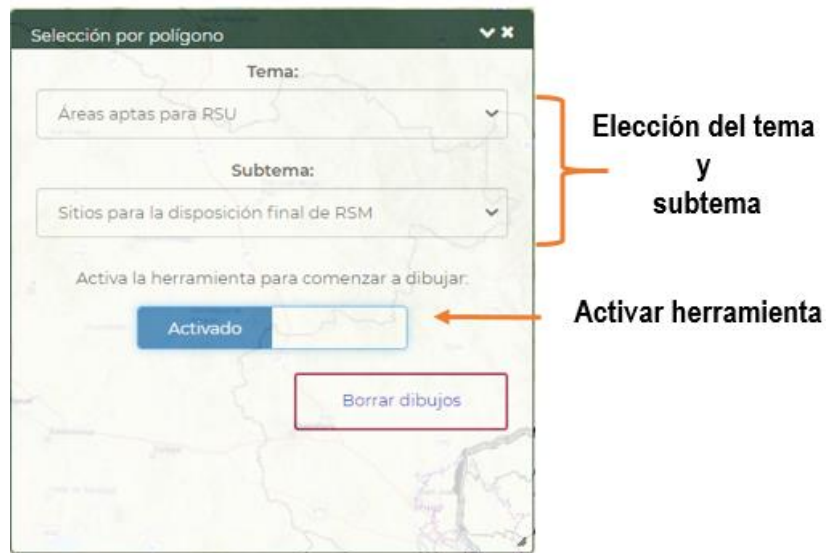 Selección por polígono
Tema:
Áreas aptas para RSU
Subtema:
Sitios para la disposición final de RSM
Activa la herramienta para comenzar a dibujar:
Activado
Borrar dibujos
Elección del tema
y
subtema
Activar herramienta